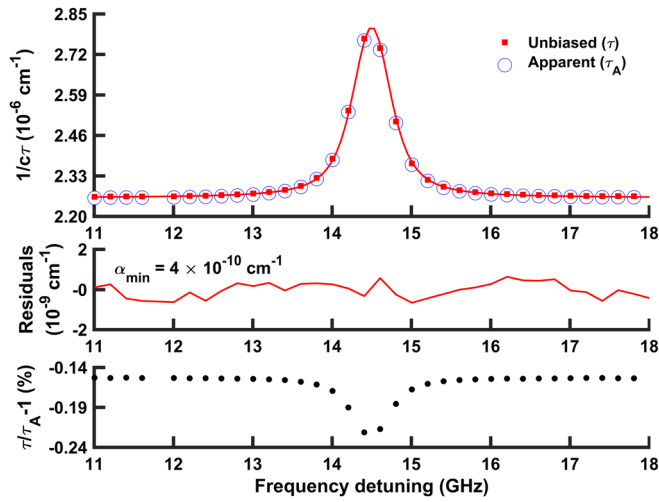 2.85
2.72
2.59
2.46
2.33
2.20
1/cτ (10⁻⁶ cm⁻¹)
Unbiased (τ)
Apparent (τ_A)
11 12 13 14 15 16 17 18
2
-0
-2
Residuals
(10⁻⁹ cm⁻¹)
α_min = 4 × 10⁻¹⁰ cm⁻¹
11 12 13 14 15 16 17 18
-0.14
-0.19
-0.24
τ/τ_A-1 (%)
11 12 13 14 15 16 17 18
Frequency detuning (GHz)